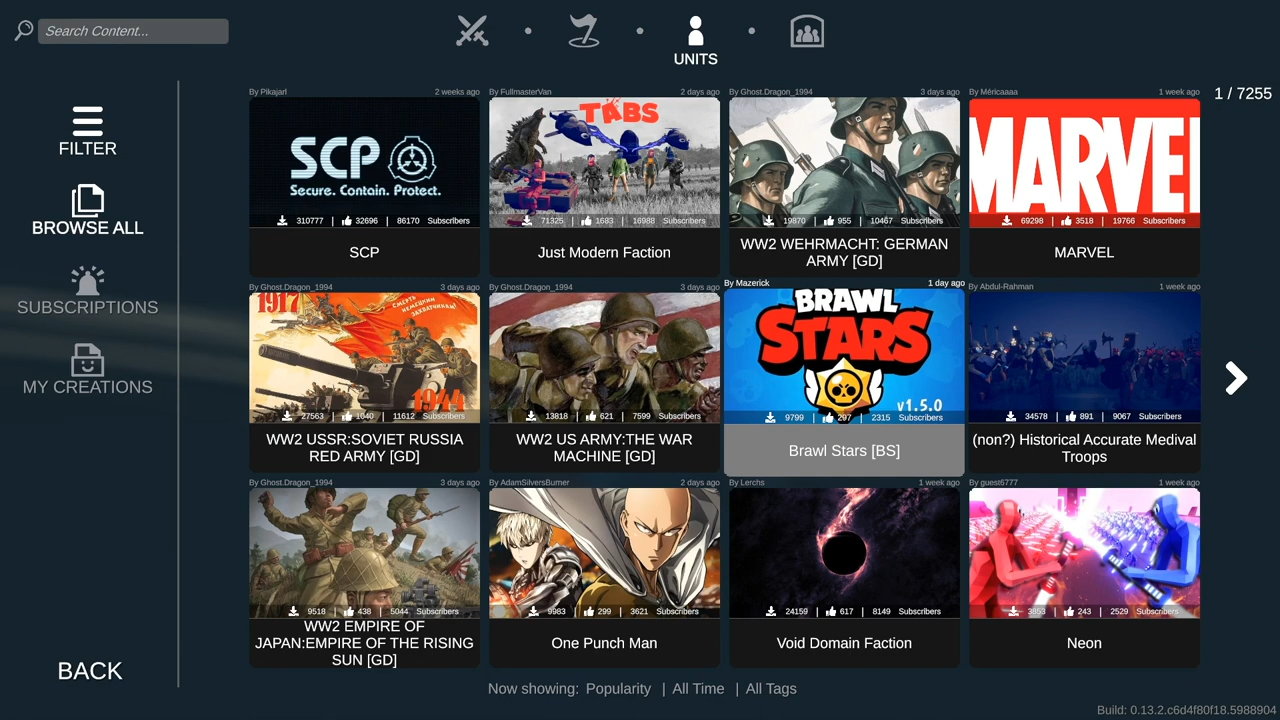 Search Content...
UNITS
1 / 7255
FILTER
BROWSE ALL
SUBSCRIPTIONS
MY CREATIONS
BACK
By Pikajarl 2 weeks ago
SCP
Secure. Contain. Protect.
310777 | 32696 | 86170 Subscribers
SCP
By FullmasterVan 2 days ago
TABS
71325 | 1683 | 16988 Subscribers
Just Modern Faction
By Ghost.Dragon_1994 3 days ago
19870 | 955 | 10467 Subscribers
WW2 WEHRMACHT: GERMAN
ARMY [GD]
By Méricaaaa 1 week ago
MARVEL
69298 | 3518 | 19766 Subscribers
MARVEL
By Ghost.Dragon_1994 3 days ago
1917
СМЕРТЬ
НЕМЕЦКИМ
ЗАХВАТЧИКАМ!
1944
27563 | 1040 | 11612 Subscribers
WW2 USSR:SOVIET RUSSIA
RED ARMY [GD]
By Ghost.Dragon_1994 3 days ago
13818 | 621 | 7599 Subscribers
WW2 US ARMY:THE WAR
MACHINE [GD]
By Mazerick 1 day ago
BRAWL
STARS
v1.5.0
9799 | 297 | 2315 Subscribers
Brawl Stars [BS]
By Abdul-Rahman 1 week ago
34578 | 891 | 9067 Subscribers
(non?) Historical Accurate Medival
Troops
By Ghost.Dragon_1994 3 days ago
9518 | 438 | 5044 Subscribers
WW2 EMPIRE OF
JAPAN:EMPIRE OF THE RISING
SUN [GD]
By AdamSilversBurner 2 days ago
9983 | 299 | 3621 Subscribers
One Punch Man
By Lerchs 1 week ago
24159 | 617 | 8149 Subscribers
Void Domain Faction
By guest6777 1 week ago
3853 | 243 | 2529 Subscribers
Neon
Now showing: Popularity | All Time | All Tags
Build: 0.13.2.c6d4f80f18.5988904